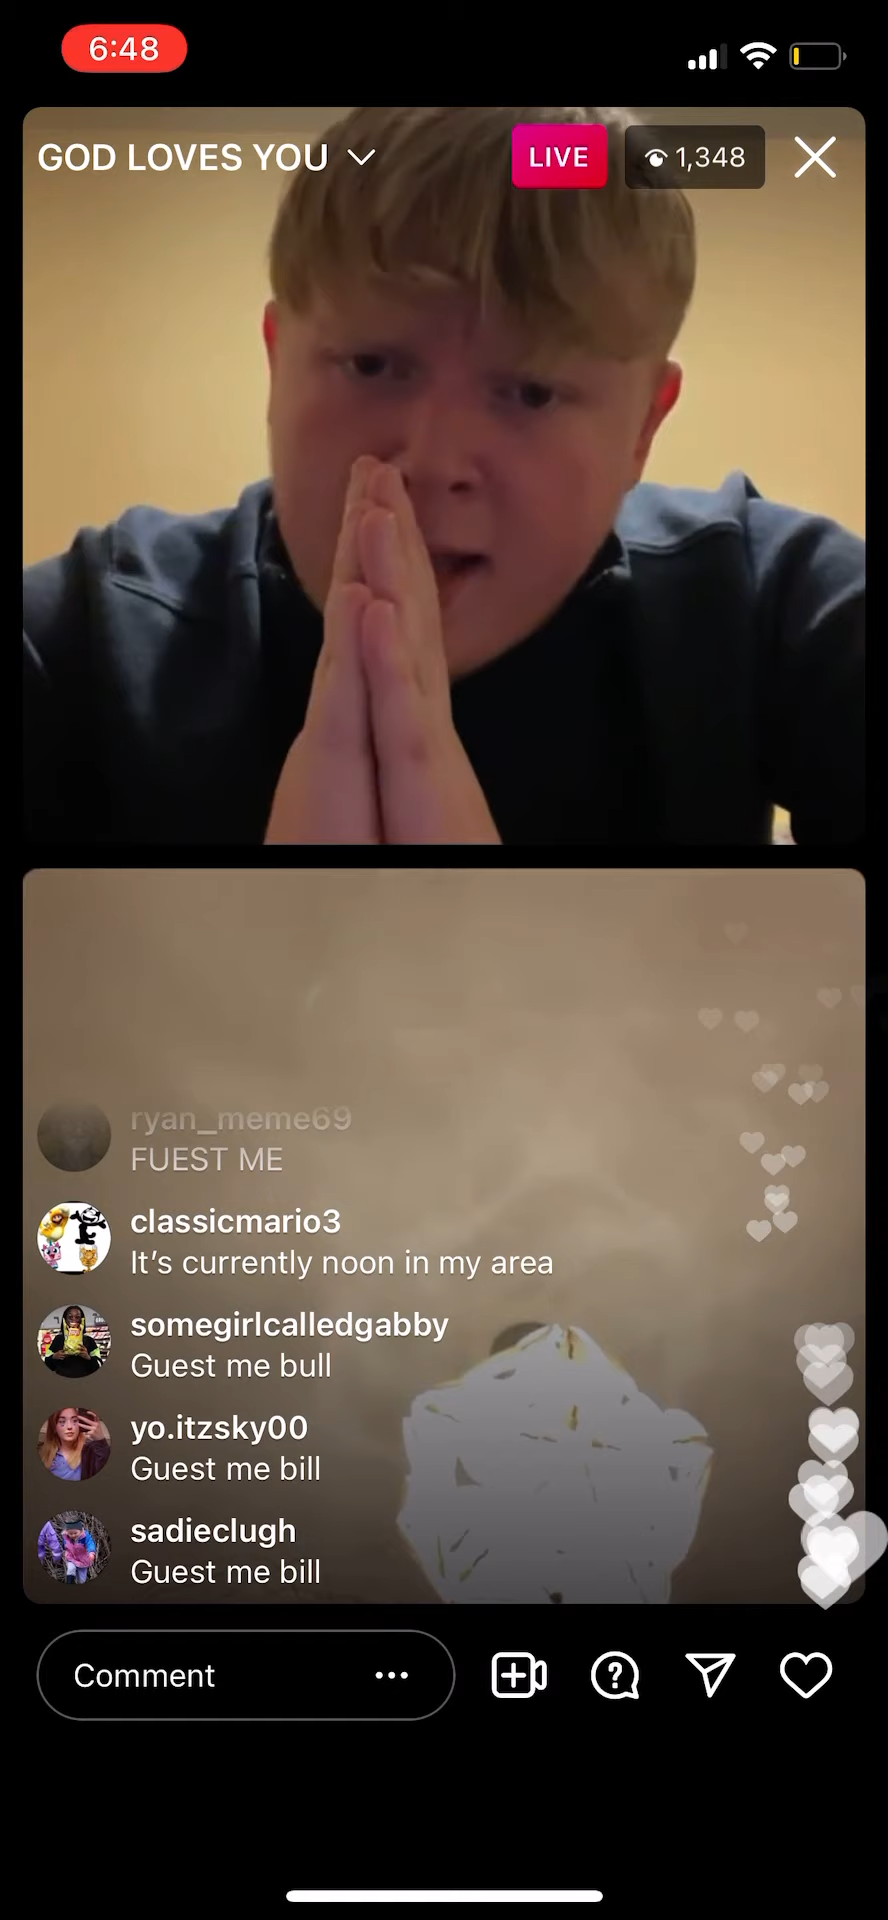 6:48
GOD LOVES YOU
LIVE
1,348
ryan_meme69
FUEST ME
classicmario3
It’s currently noon in my area
somegirlcalledgabby
Guest me bull
yo.itzsky00
Guest me bill
sadieclugh
Guest me bill
Comment